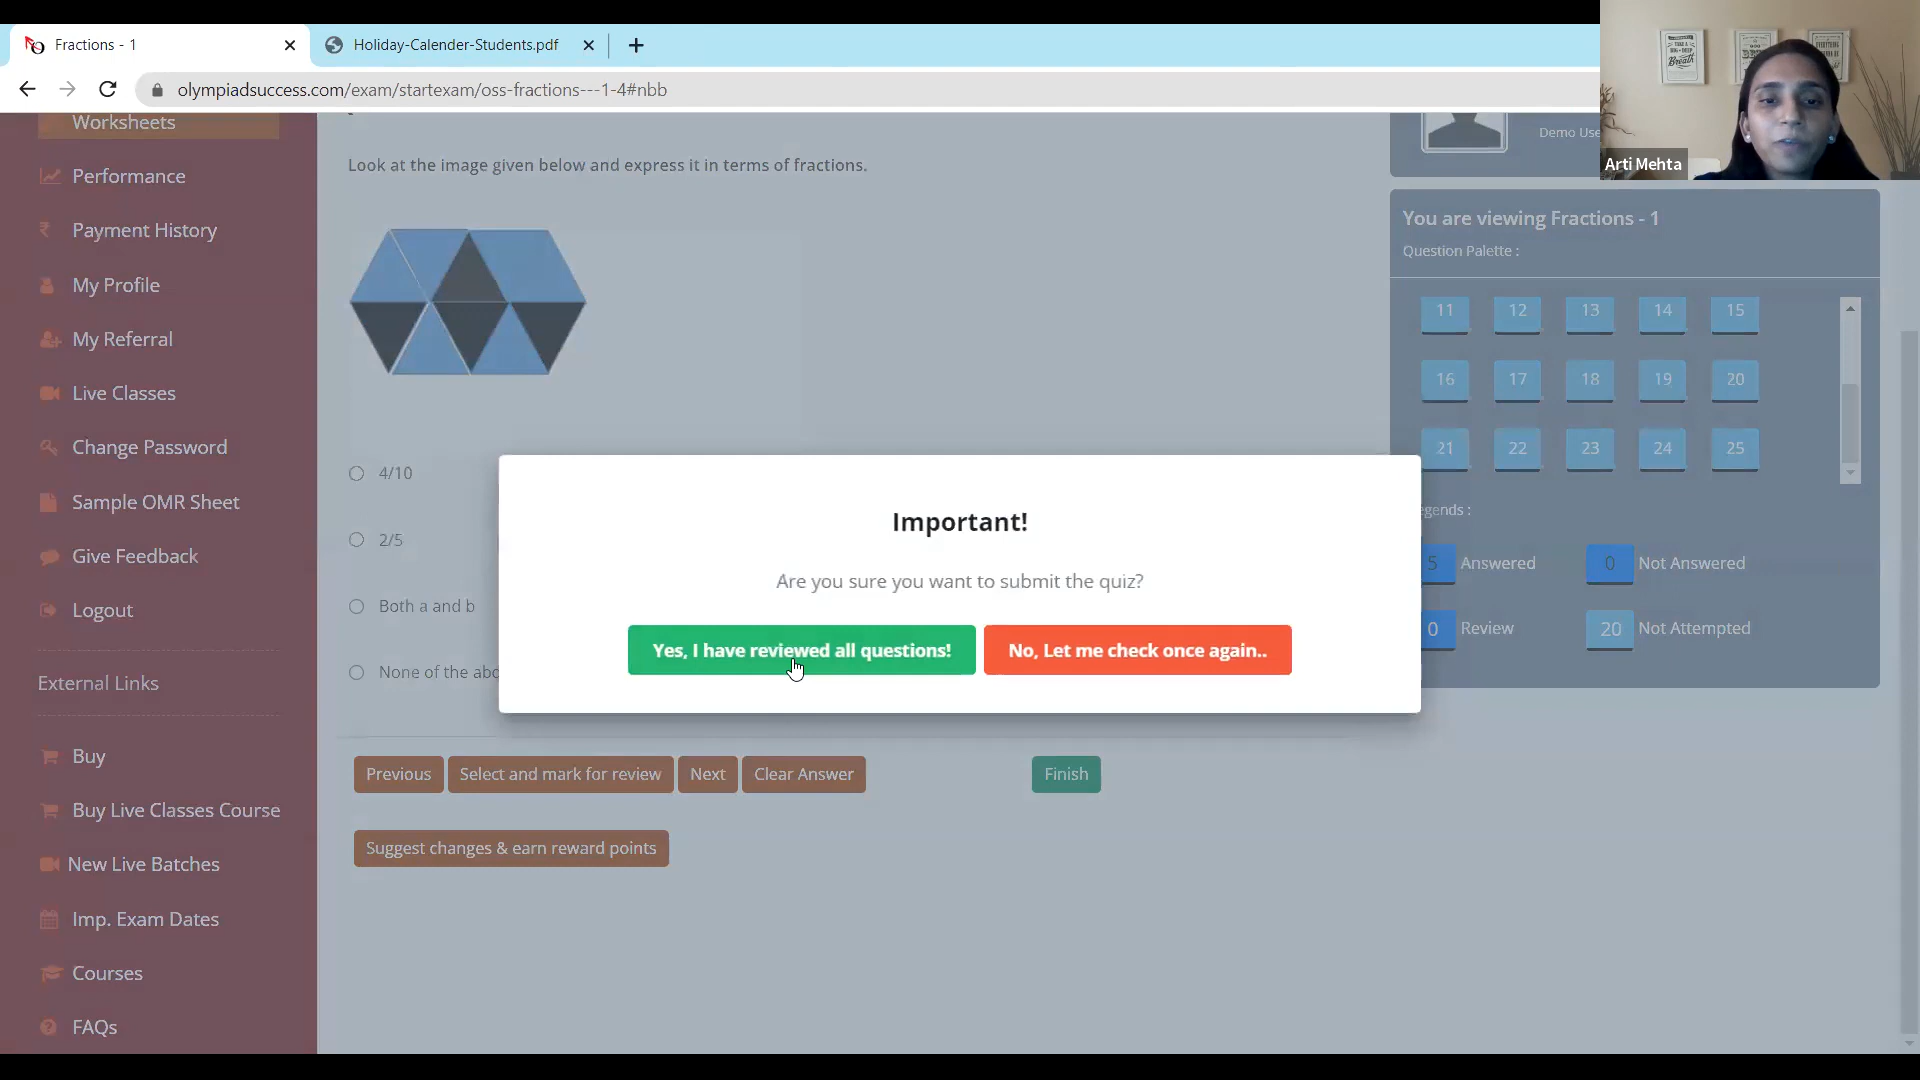 Fractions - 1
Holiday-Calender-Students.pdf
olympiadsuccess.com/exam/startexam/oss-fractions---1-4#nbb
Arti Mehta
Demo Use
Worksheets
Performance
Payment History
My Profile
My Referral
Live Classes
Change Password
Sample OMR Sheet
Give Feedback
Logout
External Links
Buy
Buy Live Classes Course
New Live Batches
Imp. Exam Dates
Courses
FAQs
Look at the image given below and express it in terms of fractions.
4/10
2/5
Both a and b
None of the abo
Important!
Are you sure you want to submit the quiz?
Yes, I have reviewed all questions!
No, Let me check once again..
Previous
Select and mark for review
Next
Clear Answer
Finish
Suggest changes & earn reward points
You are viewing Fractions - 1
Question Palette :
11 12 13 14 15
16 17 18 19 20
21 22 23 24 25
egends :
5 Answered
0 Not Answered
0 Review
20 Not Attempted